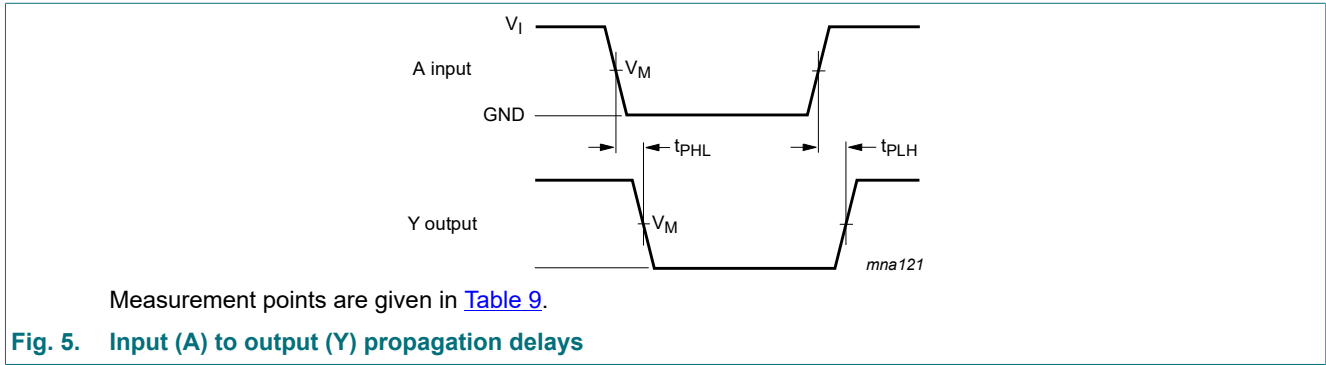 VI
A input
VM
GND
tPHL
tPLH
Y output
VM
mna121
Measurement points are given in Table 9.
Fig. 5. Input (A) to output (Y) propagation delays